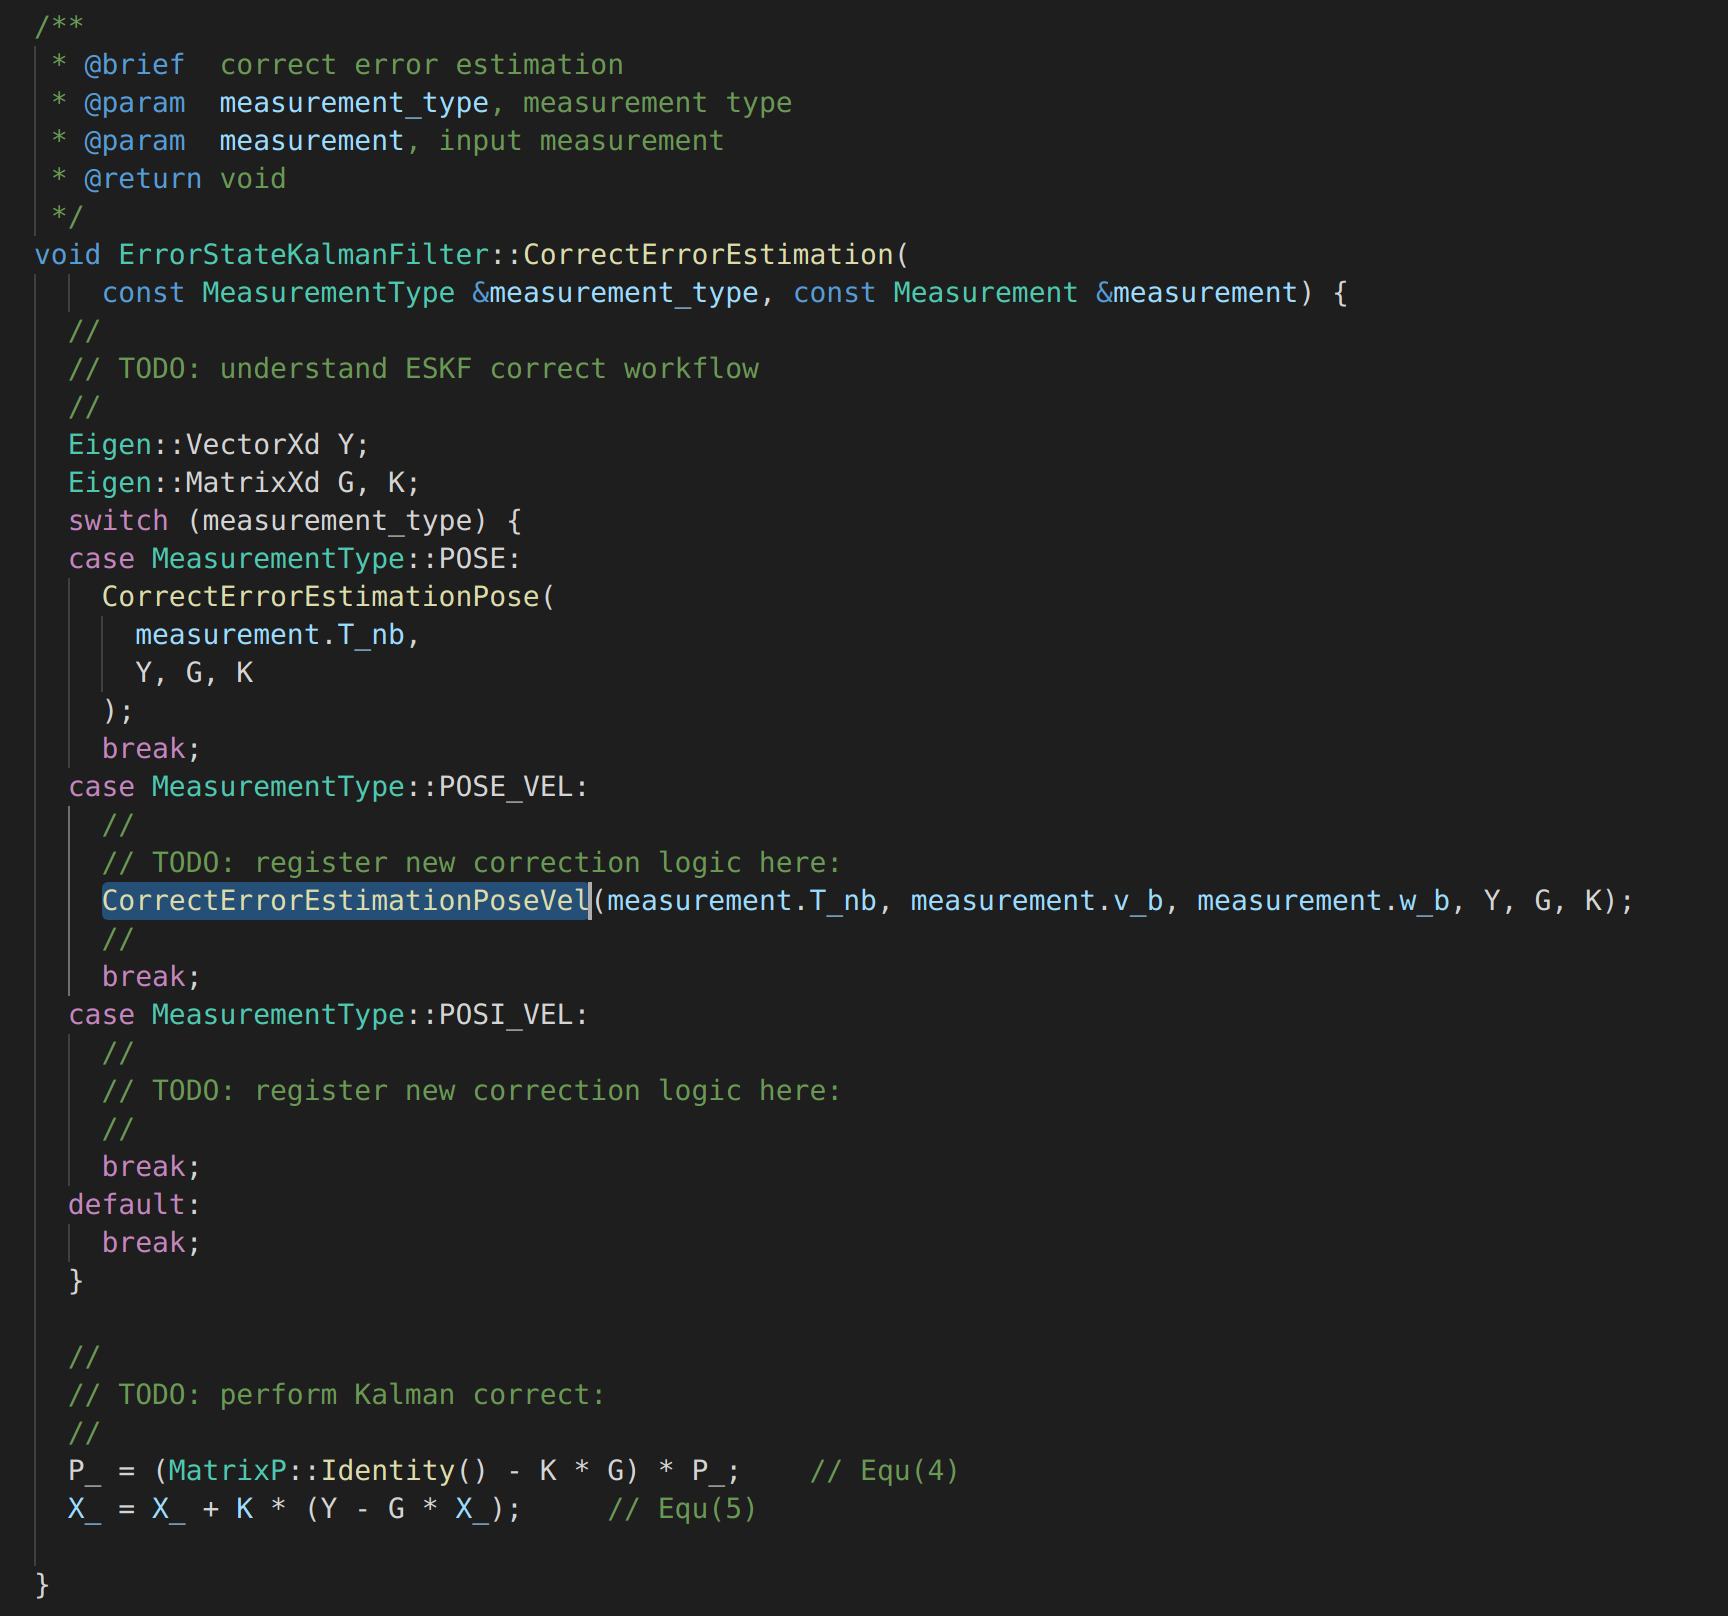 /**
 * @brief  correct error estimation
 * @param  measurement_type, measurement type
 * @param  measurement, input measurement
 * @return void
 */
void ErrorStateKalmanFilter::CorrectErrorEstimation(
    const MeasurementType &measurement_type, const Measurement &measurement) {
  //
  // TODO: understand ESKF correct workflow
  //
  Eigen::VectorXd Y;
  Eigen::MatrixXd G, K;
  switch (measurement_type) {
  case MeasurementType::POSE:
    CorrectErrorEstimationPose(
      measurement.T_nb,
      Y, G, K
    );
    break;
  case MeasurementType::POSE_VEL:
    //
    // TODO: register new correction logic here:
    CorrectErrorEstimationPoseVel(measurement.T_nb, measurement.v_b, measurement.w_b, Y, G, K);
    //
    break;
  case MeasurementType::POSI_VEL:
    //
    // TODO: register new correction logic here:
    //
    break;
  default:
    break;
  }

  //
  // TODO: perform Kalman correct:
  //
  P_ = (MatrixP::Identity() - K * G) * P_;    // Equ(4)
  X_ = X_ + K * (Y - G * X_);     // Equ(5)

}